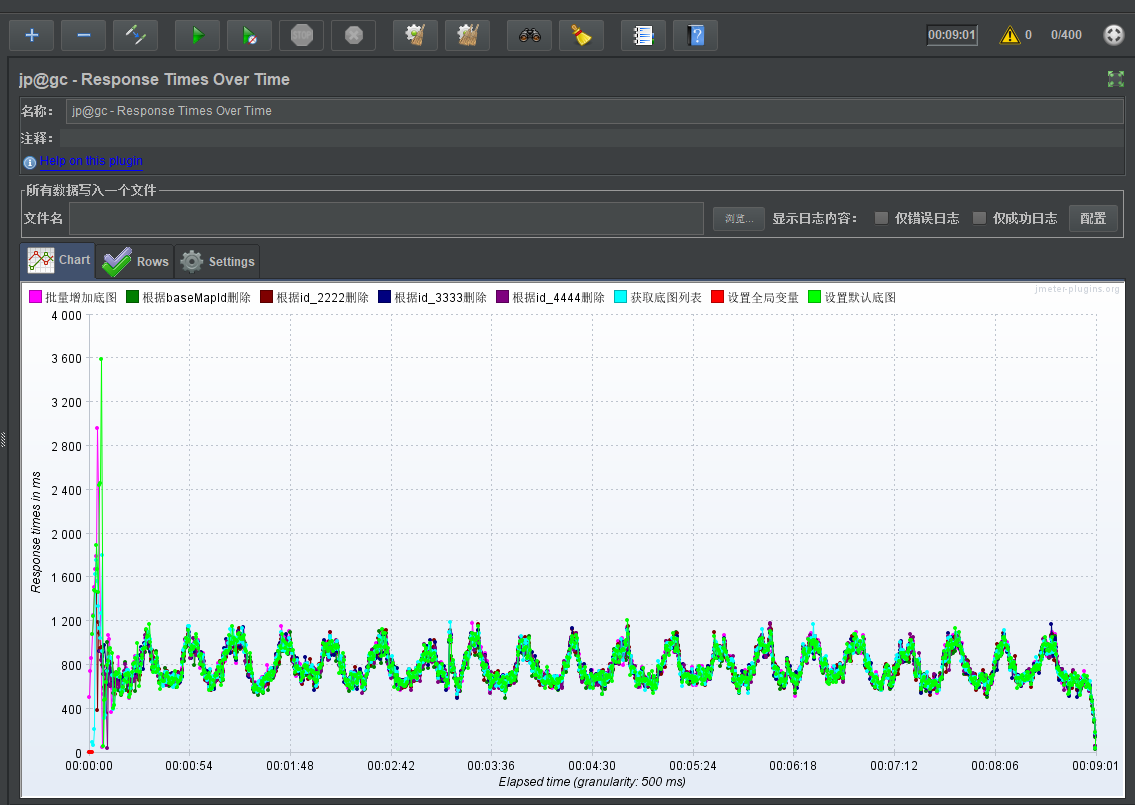 STOP
?
00:09:01
0
0/400
jp@gc - Response Times Over Time
名称：
jp@gc - Response Times Over Time
注释：
Help on this plugin
所有数据写入一个文件
文件名
浏览...
显示日志内容：
仅错误日志
仅成功日志
配置
Chart
Rows
Settings
批量增加底图 根据baseMapId删除 根据id_2222删除 根据id_3333删除 根据id_4444删除 获取底图列表 设置全局变量 设置默认底图
jmeter-plugins.org
4 000
3 600
3 200
2 800
2 400
2 000
1 600
1 200
800
400
0
Response times in ms
00:00:00 00:00:54 00:01:48 00:02:42 00:03:36 00:04:30 00:05:24 00:06:18 00:07:12 00:08:06 00:09:01
Elapsed time (granularity: 500 ms)